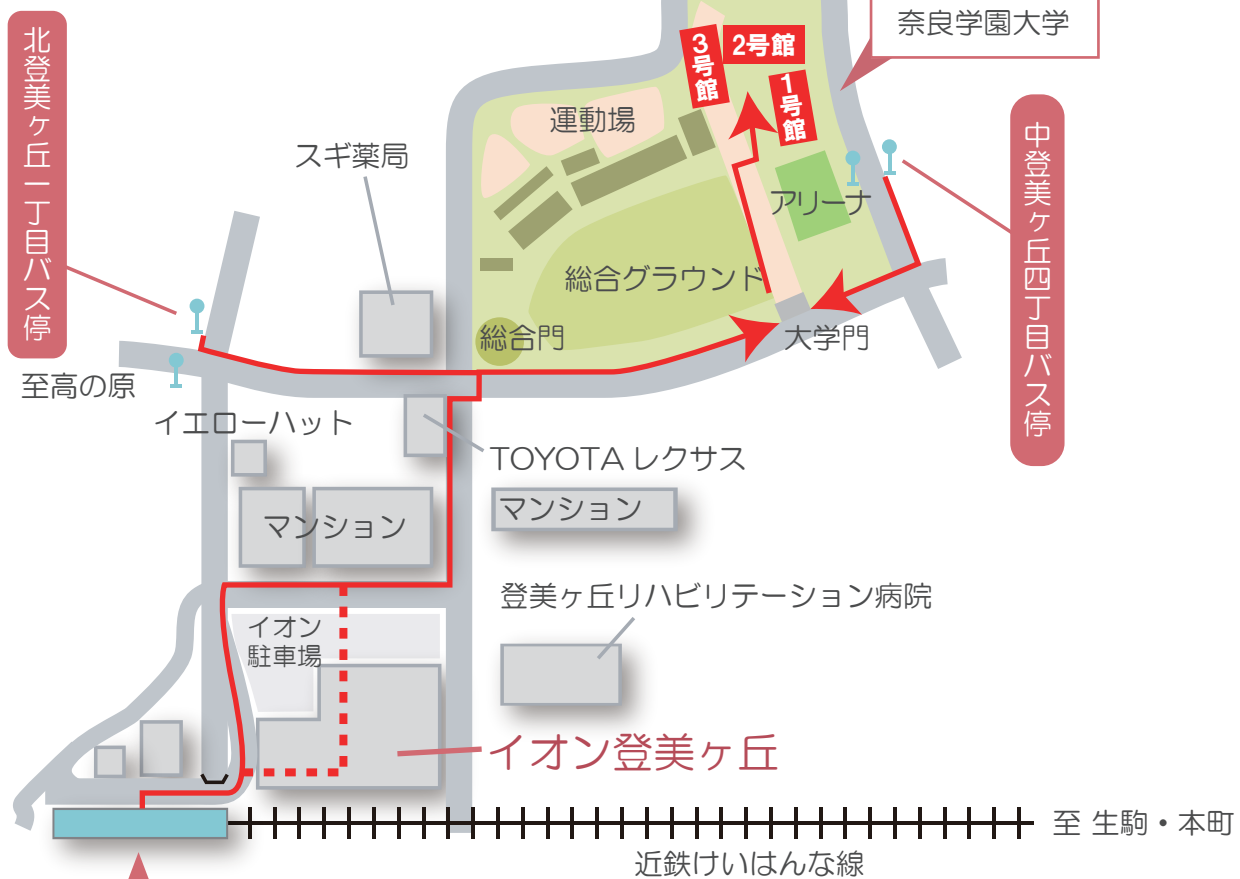 奈良学園大学
北登美ヶ丘一丁目バス停
3号館
2号館
1号館
運動場
スギ薬局
中登美ヶ丘四丁目バス停
アリーナ
総合グラウンド
総合門
大学門
至高の原
イエローハット
TOYOTA レクサス
マンション
マンション
登美ヶ丘リハビリテーション病院
イオン
駐車場
イオン登美ヶ丘
至 生駒・本町
近鉄けいはんな線